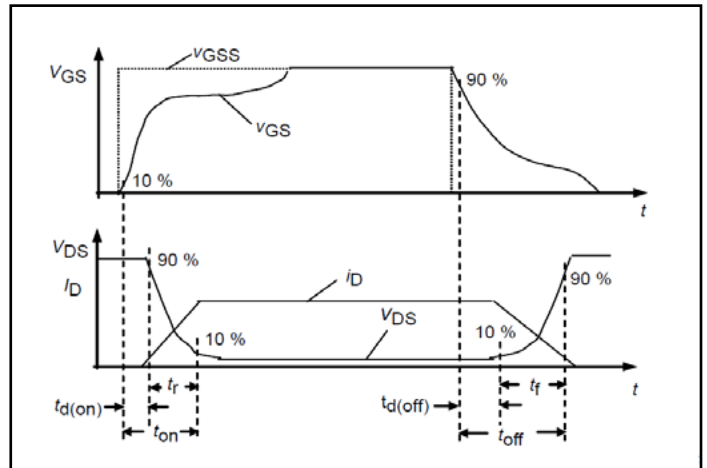 VGSS
VGS
90 %
VGS
10 %
t
VDS
90 %
ID
iD
VDS
90 %
10 %
10 %
tr
tf
t
td(on)
td(off)
ton
toff